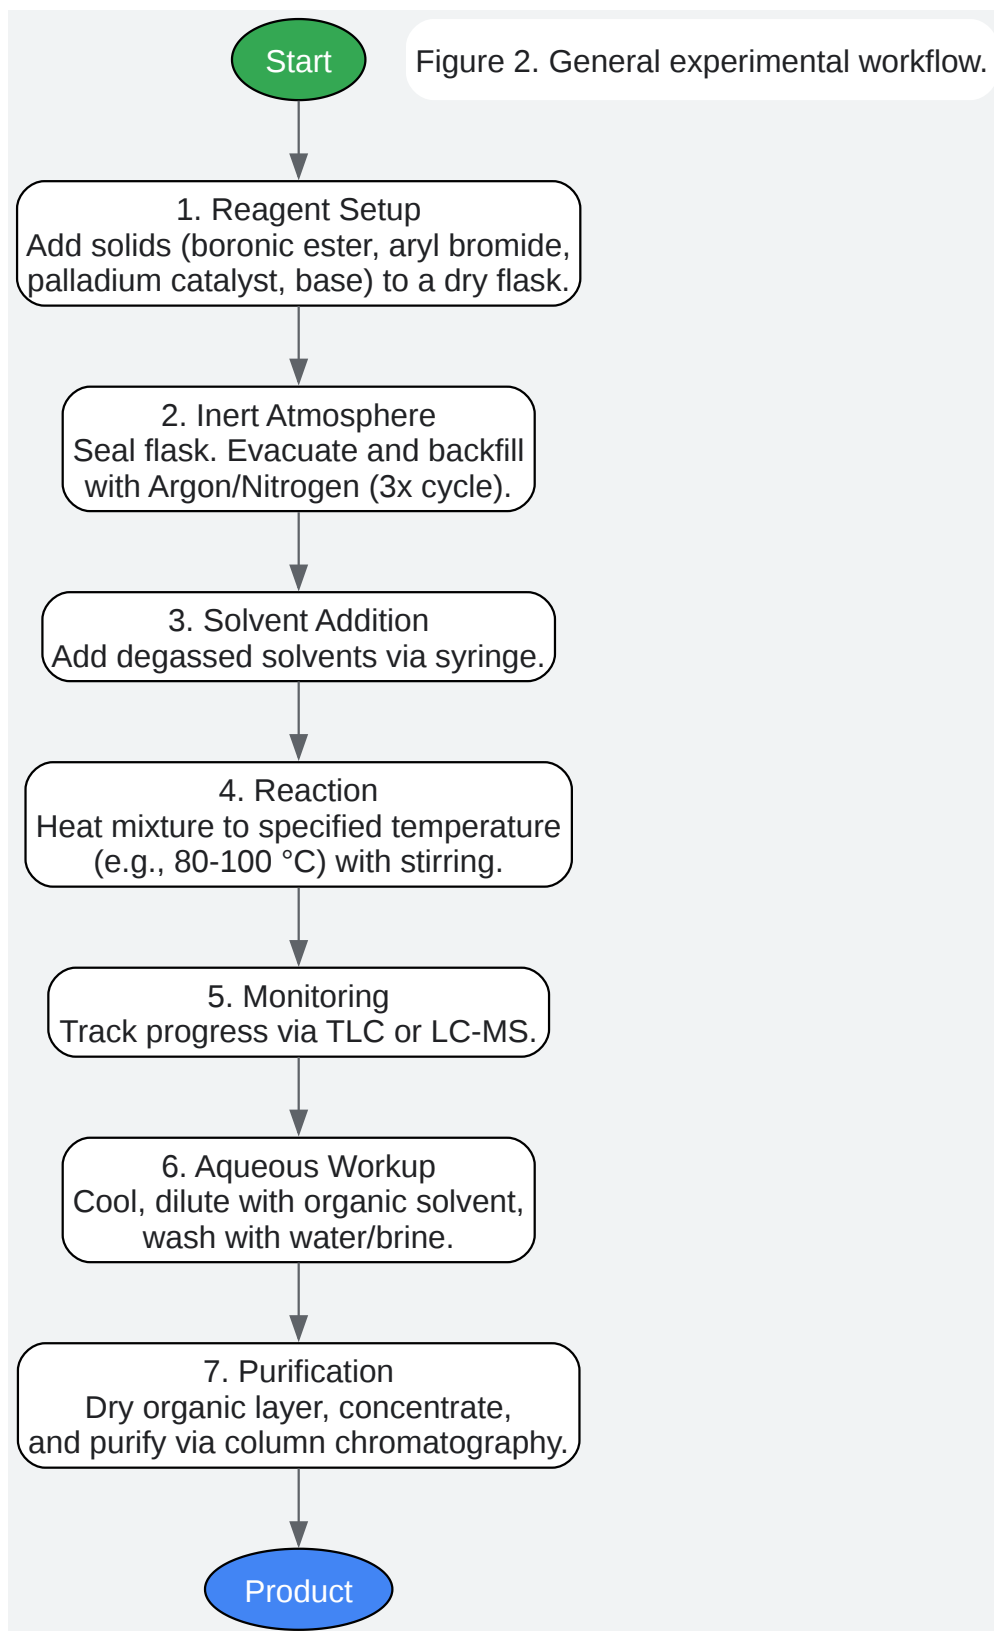 Start
Figure 2. General experimental workflow.
1. Reagent Setup
Add solids (boronic ester, aryl bromide,
palladium catalyst, base) to a dry flask.
2. Inert Atmosphere
Seal flask. Evacuate and backfill
with Argon/Nitrogen (3x cycle).
3. Solvent Addition
Add degassed solvents via syringe.
4. Reaction
Heat mixture to specified temperature
(e.g., 80-100 °C) with stirring.
5. Monitoring
Track progress via TLC or LC-MS.
6. Aqueous Workup
Cool, dilute with organic solvent,
wash with water/brine.
7. Purification
Dry organic layer, concentrate,
and purify via column chromatography.
Product